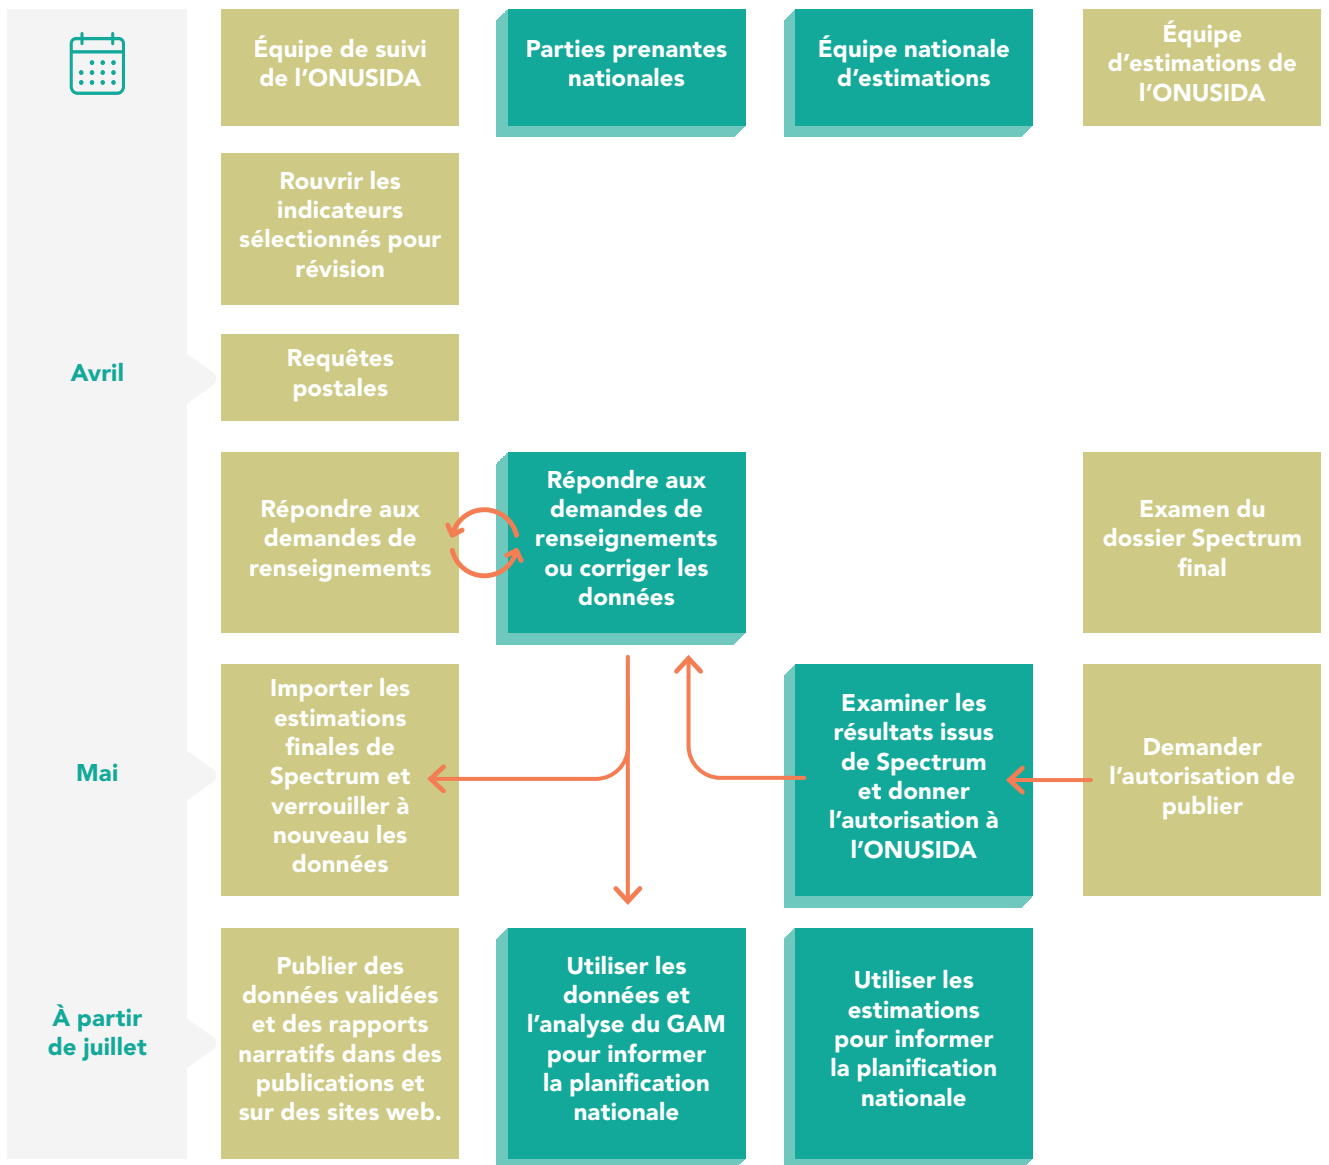 Équipe de suivi
de l'ONUSIDA
Parties prenantes
nationales
Équipe nationale
d'estimations
Équipe
d'estimations de
l'ONUSIDA
Rouvrir les
indicateurs
sélectionnés pour
révision
Avril
Requêtes
postales
Répondre aux
demandes de
renseignements
Répondre aux
demandes de
renseignements
ou corriger les
données
Examen du
dossier Spectrum
final
Mai
Importer les
estimations
finales de
Spectrum et
verrouiller à
nouveau les
données
Examiner les
résultats issus
de Spectrum
et donner
l'autorisation à
l'ONUSIDA
Demander
l'autorisation de
publier
À partir
de juillet
Publier des
données validées
et des rapports
narratifs dans des
publications et
sur des sites web.
Utiliser les
données et
l'analyse du GAM
pour informer
la planification
nationale
Utiliser les
estimations
pour informer
la planification
nationale